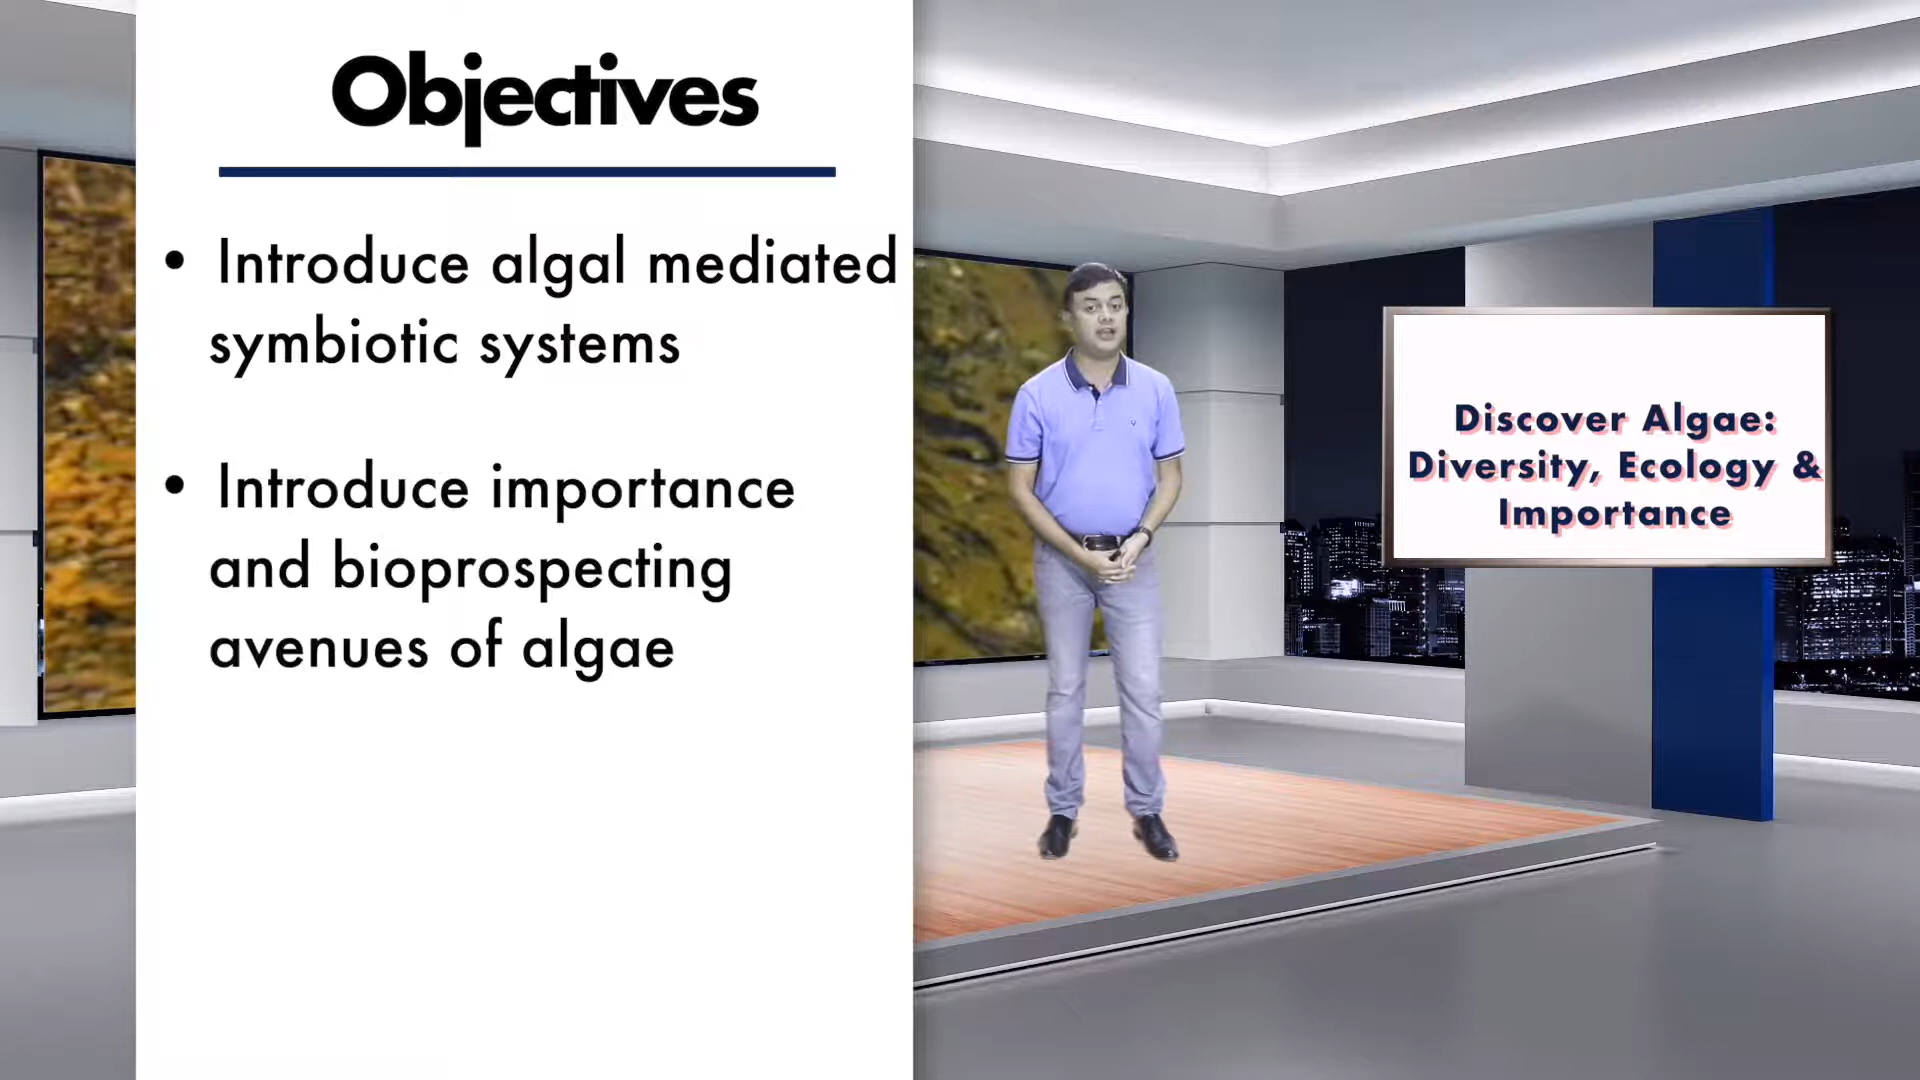 Objectives
• Introduce algal mediated
symbiotic systems
• Introduce importance
and bioprospecting
avenues of algae
Discover Algae:
Diversity, Ecology &
Importance